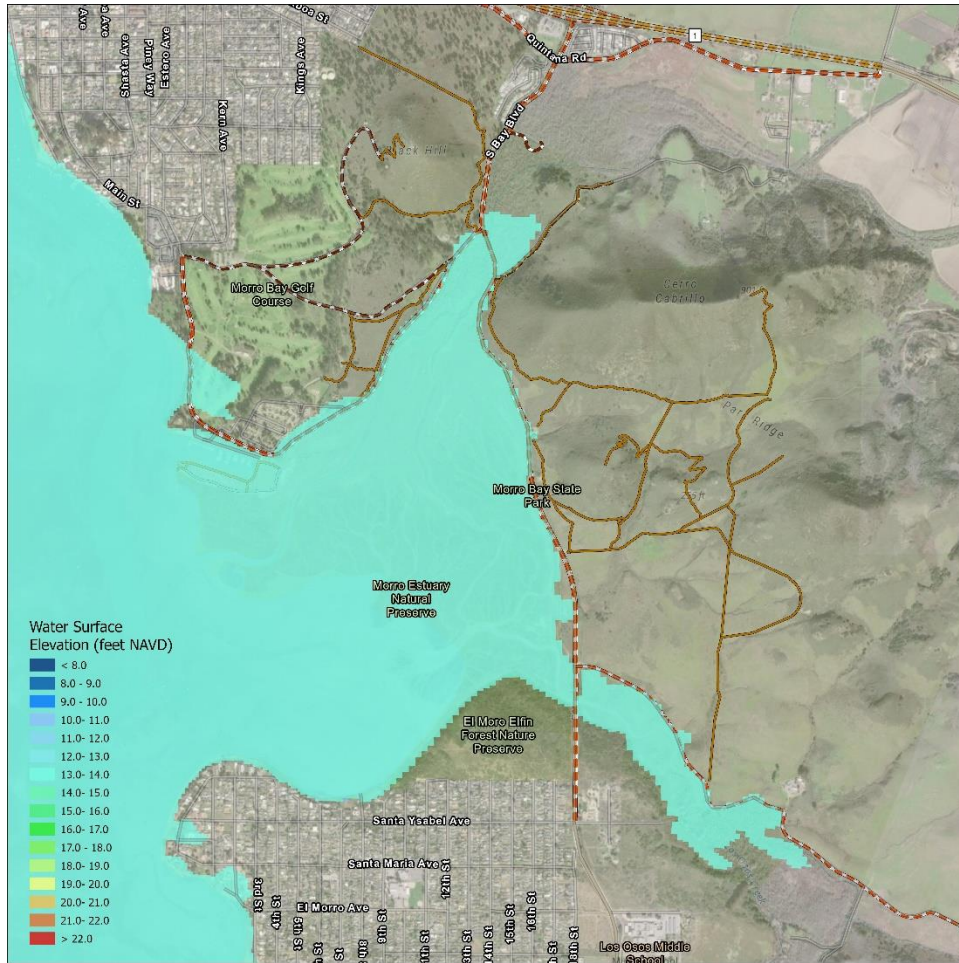 Shasta Ave
Piney Way
Estero Ave
Kings Ave
Kern Ave
Main St
Quintana Rd
1
S Bay Blvd
Black Hill
Morro Bay Golf
Course
Cerro
Cabrillo
Park Ridge
Morro Bay State
Park
Morro Estuary
Natural
Preserve
El Moro Elfin
Forest Nature
Preserve
Santa Ysabel Ave
Santa Maria Ave
El Morro Ave
3rd St
4th St
5th St
9th St
12th St
15th St
16th St
Los Osos Middle
School
Water Surface
Elevation (feet NAVD)
< 8.0
8.0 - 9.0
9.0 - 10.0
10.0- 11.0
11.0- 12.0
12.0- 13.0
13.0- 14.0
14.0- 15.0
15.0- 16.0
16.0- 17.0
17.0 - 18.0
18.0- 19.0
19.0- 20.0
20.0- 21.0
21.0- 22.0
> 22.0